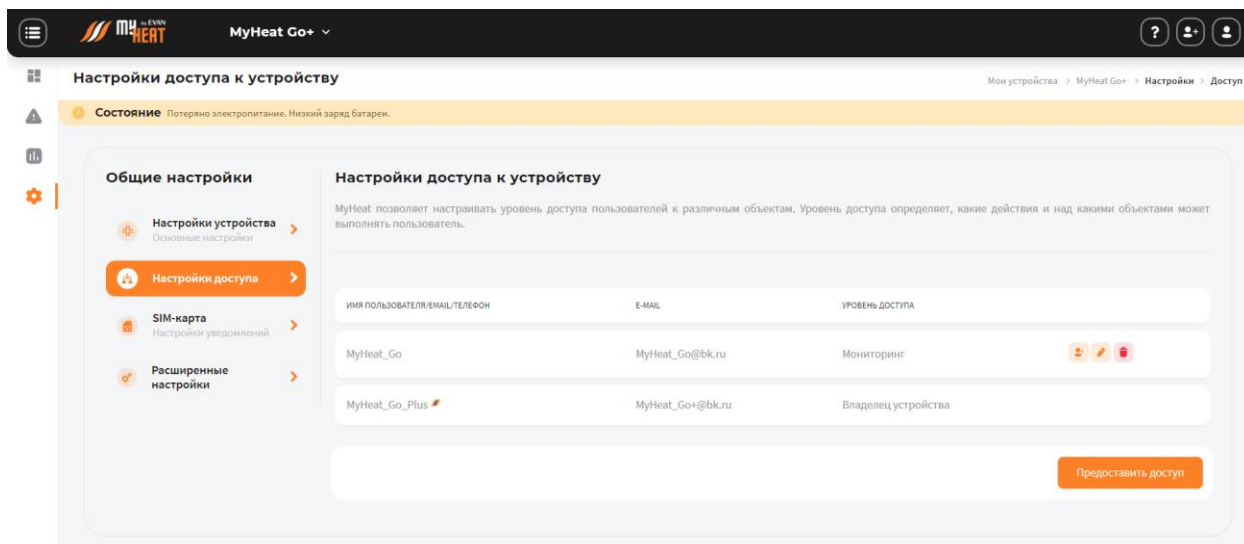 MYHEAT by EVAN
MyHeat Go+
?
Настройки доступа к устройству
Мои устройства > MyHeat Go+ > Настройки > Доступ
Состояние Потеряно электропитание. Низкий заряд батареи.
Общие настройки
Настройки устройства
Основные настройки
Настройки доступа
SIM-карта
Настройки уведомлений
Расширенные
настройки
Настройки доступа к устройству
MyHeat позволяет настраивать уровень доступа пользователей к различным объектам. Уровень доступа определяет, какие действия и над какими объектами может
выполнять пользователь.
ИМЯ ПОЛЬЗОВАТЕЛЯ/EMAIL/ТЕЛЕФОН E-MAIL УРОВЕНЬ ДОСТУПА
MyHeat_Go MyHeat_Go@bk.ru Мониторинг
MyHeat_Go_Plus MyHeat_Go+@bk.ru Владелец устройства
Предоставить доступ